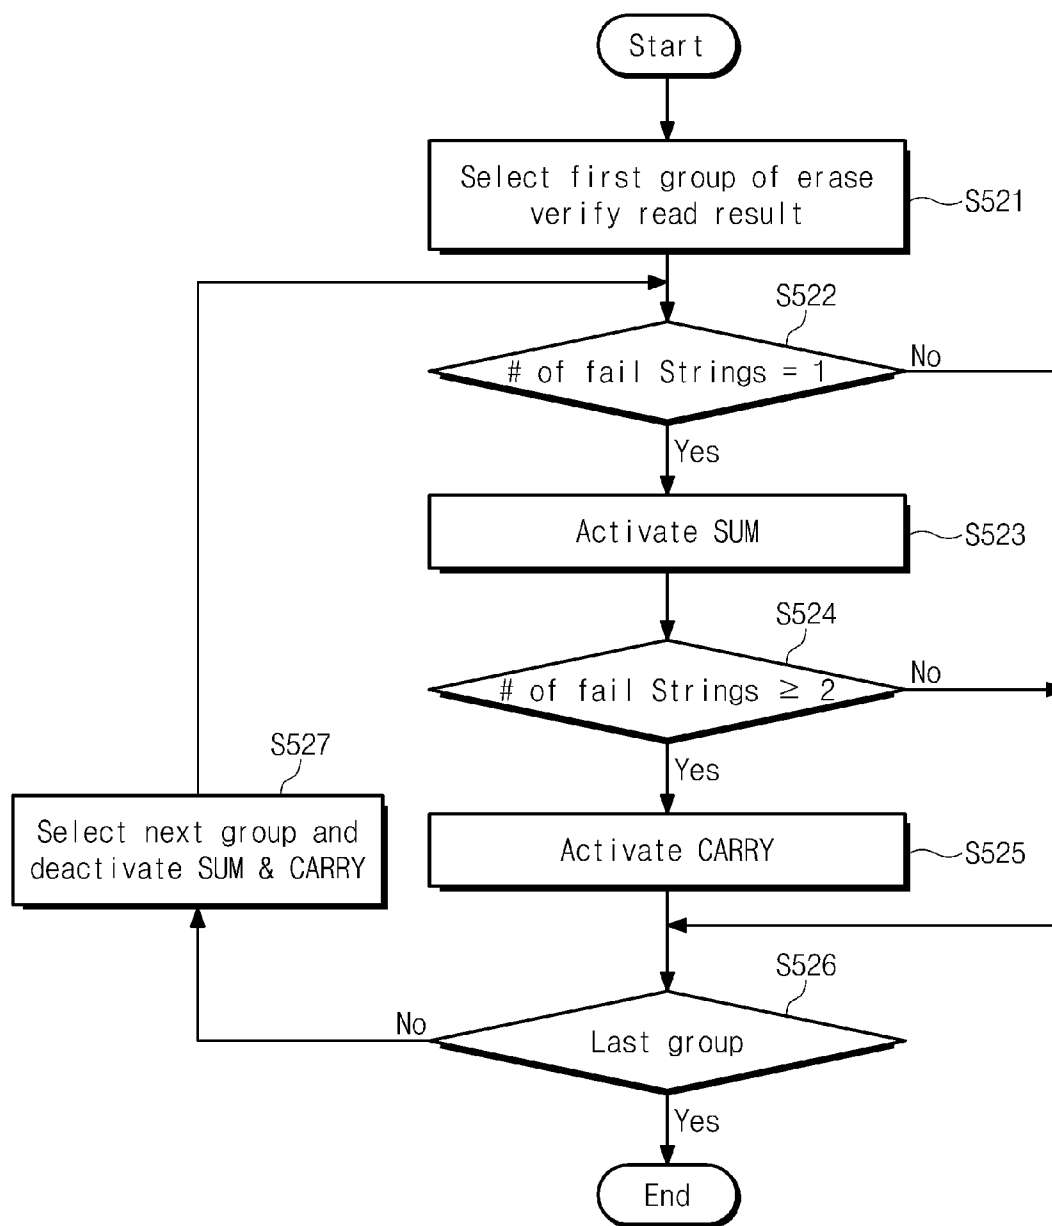 Start
Select first group of erase
verify read result
S521
S522
# of fail Strings = 1
No
Yes
Activate SUM
S523
S524
# of fail Strings ≥ 2
No
Yes
S527
Select next group and
deactivate SUM & CARRY
Activate CARRY
S525
S526
Last group
No
Yes
End